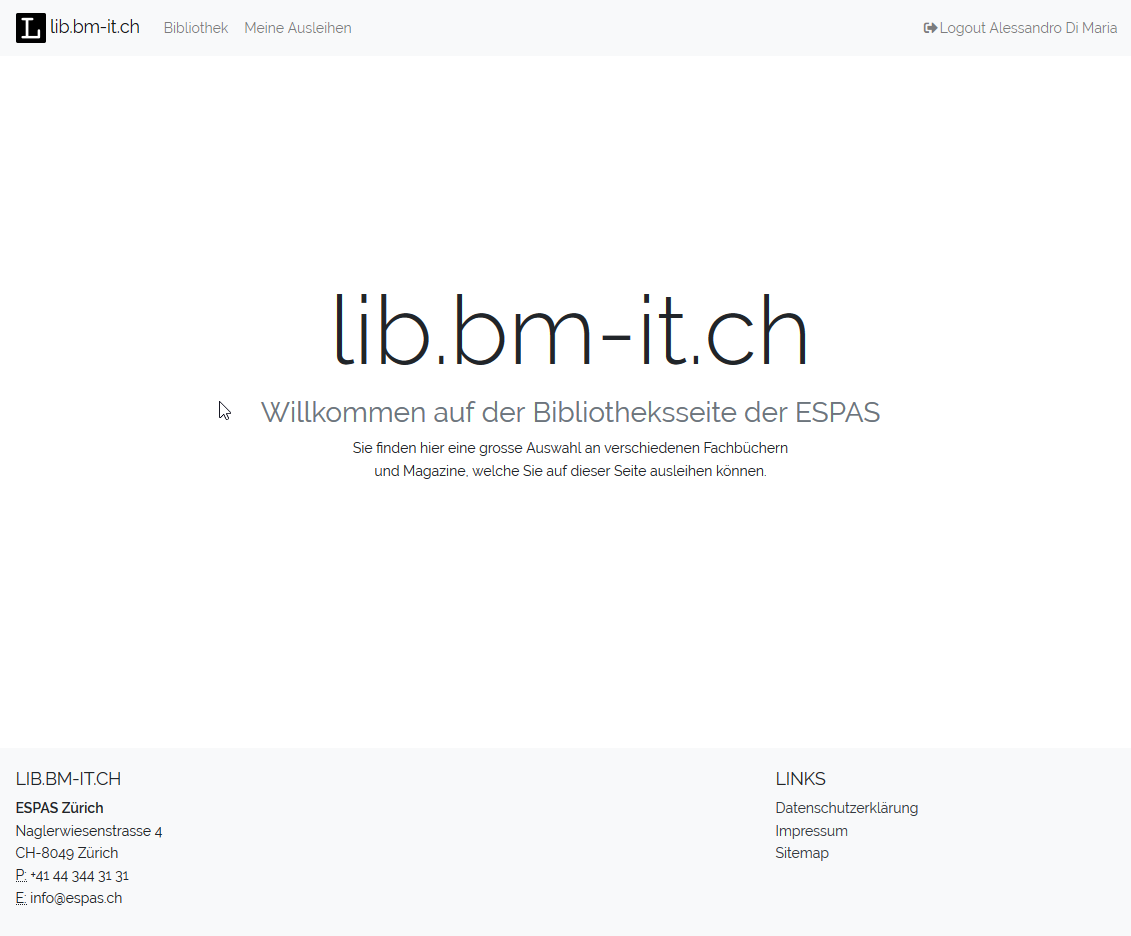 L lib.bm-it.ch Bibliothek Meine Ausleihen Logout Alessandro Di Maria
lib.bm-it.ch
Willkommen auf der Bibliotheksseite der ESPAS
Sie finden hier eine grosse Auswahl an verschiedenen Fachbüchern
und Magazine, welche Sie auf dieser Seite ausleihen können.
LIB.BM-IT.CH
ESPAS Zürich
Naglerwiesenstrasse 4
CH-8049 Zürich
P: +41 44 344 31 31
E: info@espas.ch
LINKS
Datenschutzerklärung
Impressum
Sitemap